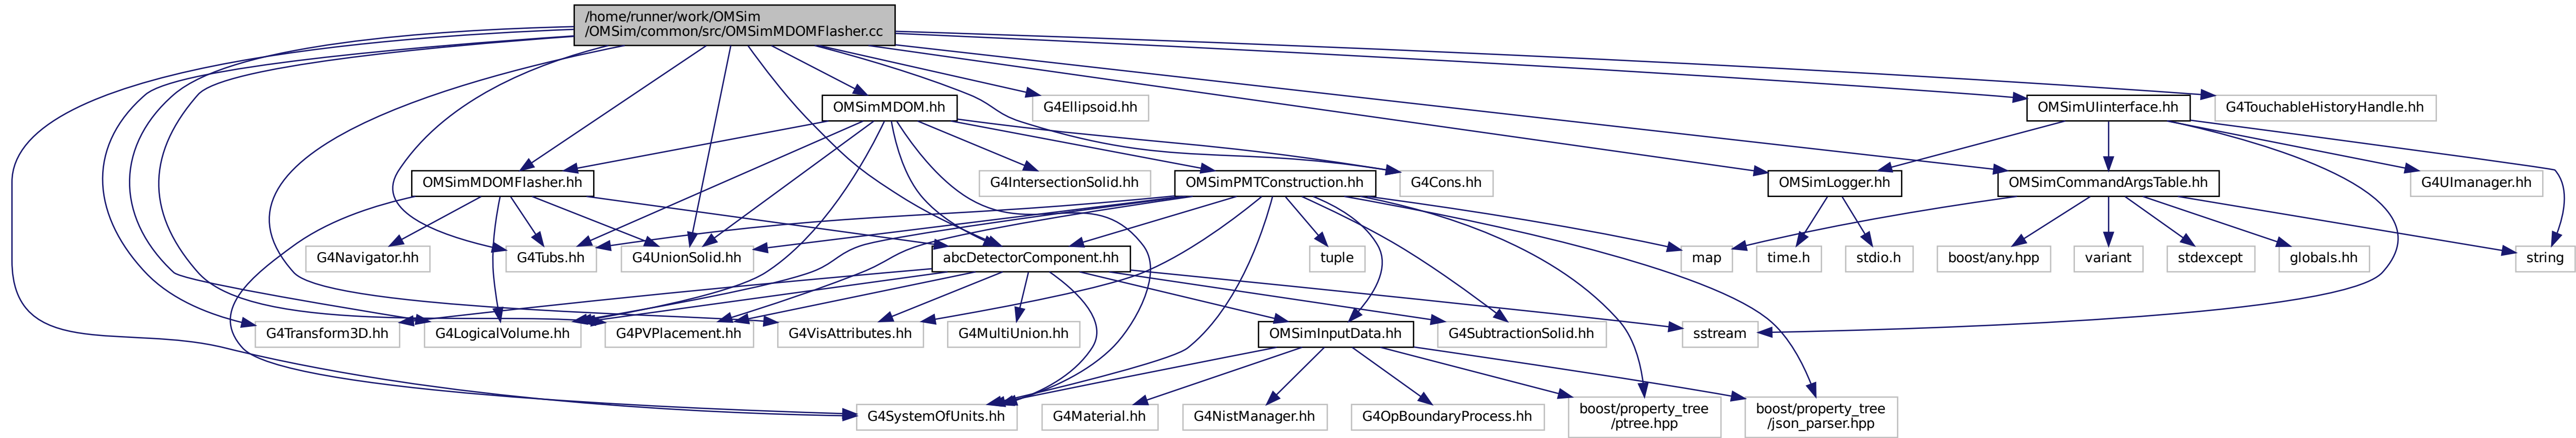 /home/runner/work/OMSim
/OMSim/common/src/OMSimMDOMFlasher.cc
OMSimMDOM.hh
G4Ellipsoid.hh
OMSimUIinterface.hh
G4TouchableHistoryHandle.hh
OMSimMDOMFlasher.hh
G4IntersectionSolid.hh
OMSimPMTConstruction.hh
G4Cons.hh
OMSimLogger.hh
OMSimCommandArgsTable.hh
G4UImanager.hh
G4Navigator.hh
G4Tubs.hh
G4UnionSolid.hh
abcDetectorComponent.hh
tuple
map
time.h
stdio.h
boost/any.hpp
variant
stdexcept
globals.hh
string
G4Transform3D.hh
G4LogicalVolume.hh
G4PVPlacement.hh
G4VisAttributes.hh
G4MultiUnion.hh
OMSimInputData.hh
G4SubtractionSolid.hh
sstream
G4SystemOfUnits.hh
G4Material.hh
G4NistManager.hh
G4OpBoundaryProcess.hh
boost/property_tree
/ptree.hpp
boost/property_tree
/json_parser.hpp